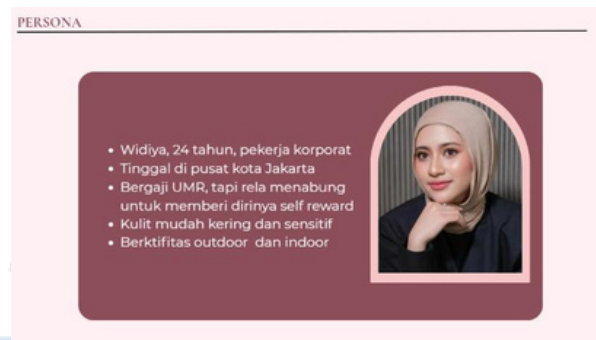 PERSONA
• Widiya, 24 tahun, pekerja korporat
• Tinggal di pusat kota Jakarta
• Bergaji UMR, tapi rela menabung
untuk memberi dirinya self reward
• Kulit mudah kering dan sensitif
• Berktifitas outdoor dan indoor